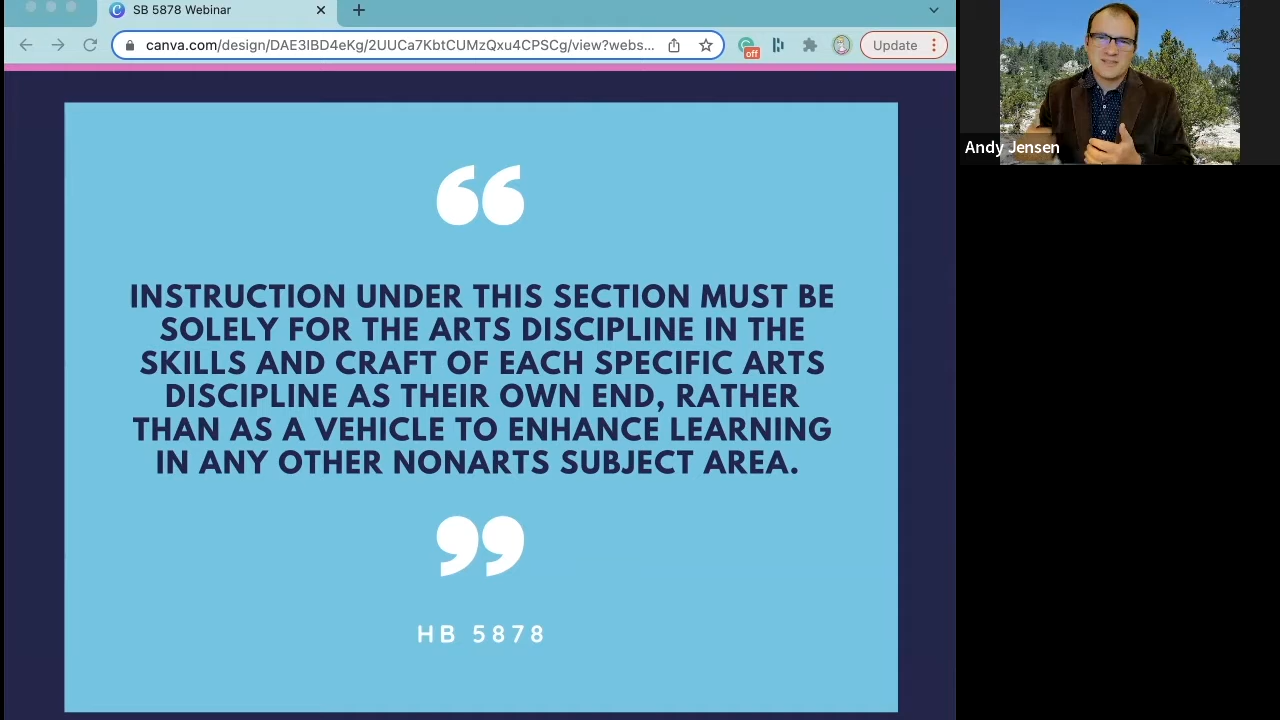 SB 5878 Webinar
canva.com/design/DAE3IBD4eKg/2UUCa7KbtCUMzQxu4CPSCg/view?webs...
off
Update
Andy Jensen
“
INSTRUCTION UNDER THIS SECTION MUST BE
SOLELY FOR THE ARTS DISCIPLINE IN THE
SKILLS AND CRAFT OF EACH SPECIFIC ARTS
DISCIPLINE AS THEIR OWN END, RATHER
THAN AS A VEHICLE TO ENHANCE LEARNING
IN ANY OTHER NONARTS SUBJECT AREA.
”
HB 5878